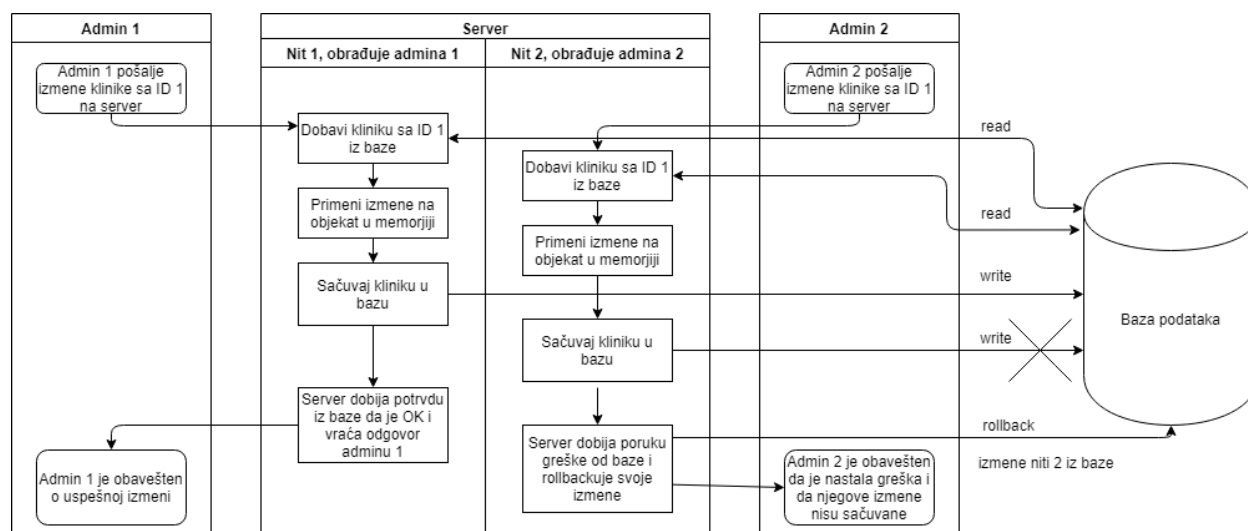 Admin 1
Server
Admin 2
Nit 1, obrađuje admina 1
Nit 2, obrađuje admina 2
Admin 1 pošalje
izmene klinike sa ID 1
na server
Admin 2 pošalje
izmene klinike sa ID 1
na server
Dobavi kliniku sa ID 1
iz baze
read
Dobavi kliniku sa ID 1
iz baze
Primeni izmene na
objekat u memorjiji
read
Primeni izmene na
objekat u memorjiji
Sačuvaj kliniku u
bazu
write
Baza podataka
Sačuvaj kliniku u
bazu
write
Server dobija potrvdu
iz baze da je OK i
vraća odgovor
adminu 1
Server dobija poruku
greške od baze i
rollbackuje svoje
izmene
rollback
izmene niti 2 iz baze
Admin 1 je obavešten
o uspešnoj izmeni
Admin 2 je obavešten
da je nastala greška i
da njegove izmene
nisu sačuvane